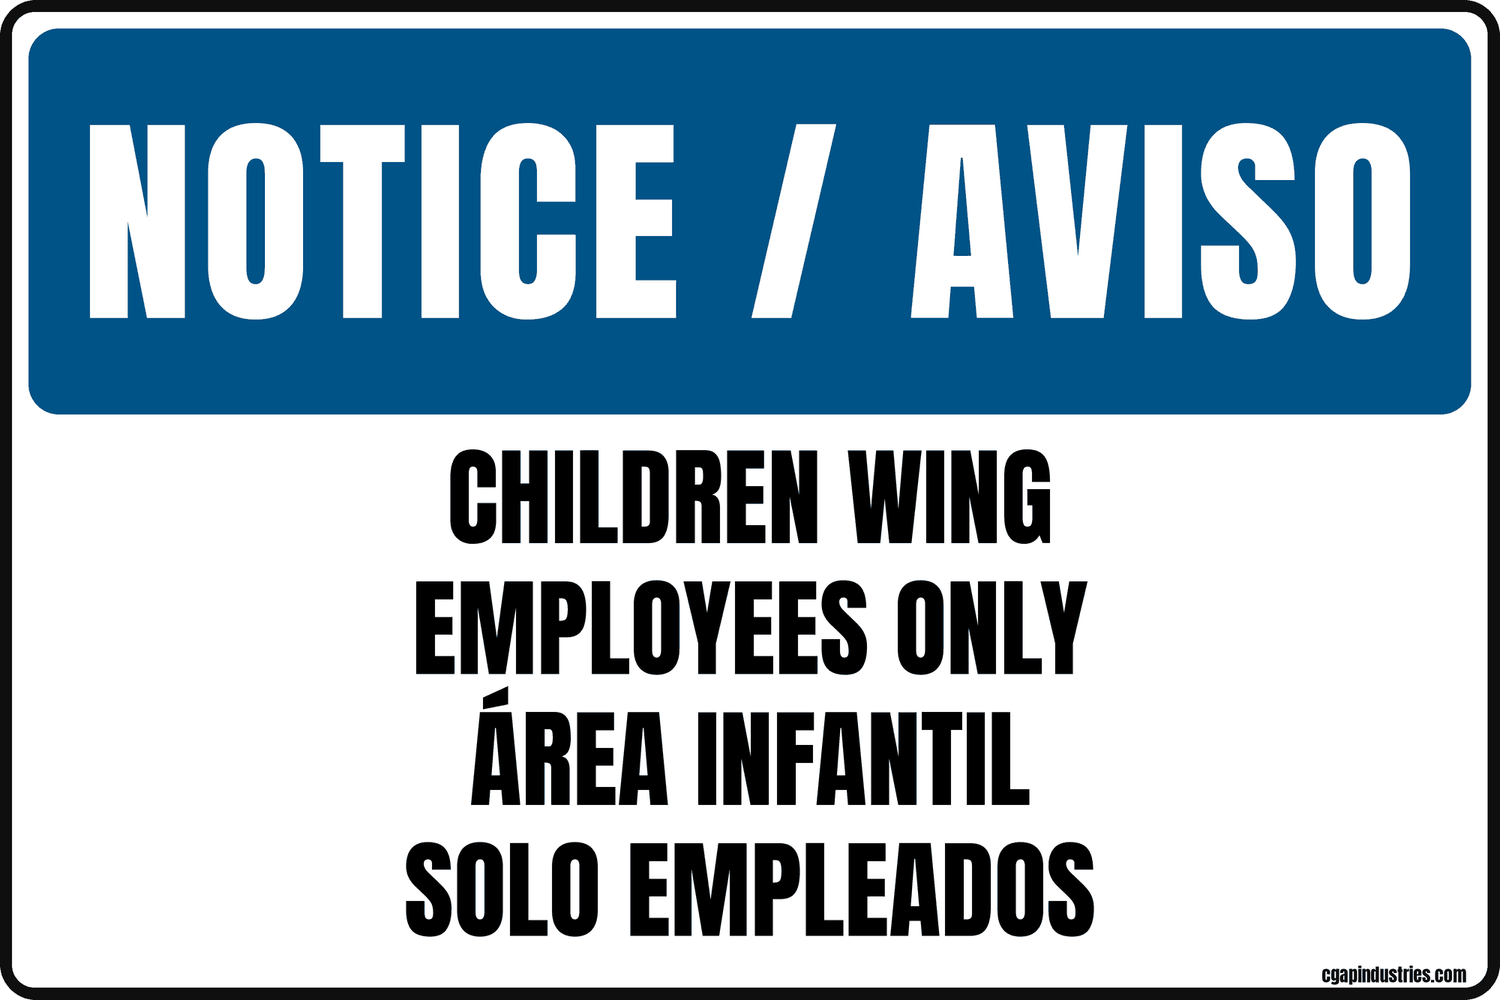 NOTICE / AVISO
CHILDREN WING
EMPLOYEES ONLY
ÁREA INFANTIL
SOLO EMPLEADOS
cgapindustries.com